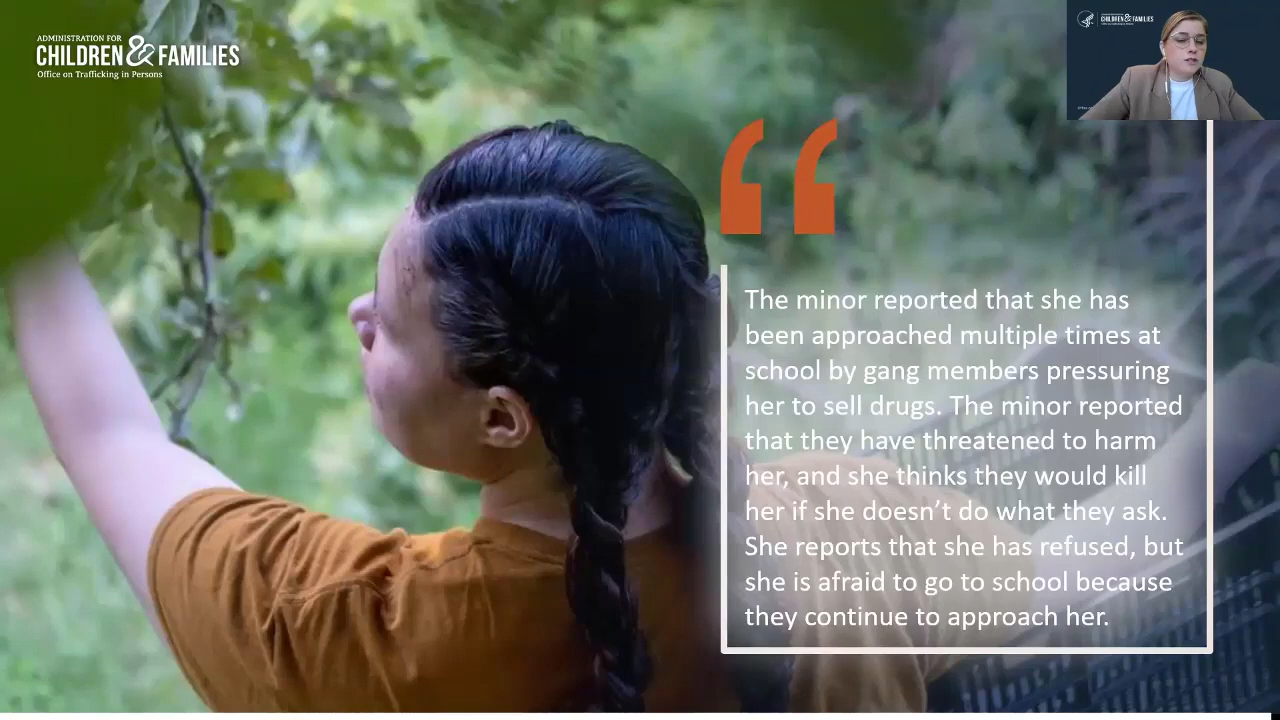 ADMINISTRATION FOR
CHILDREN & FAMILIES
Office on Trafficking in Persons
CHILDREN & FAMILIES
“
The minor reported that she has
been approached multiple times at
school by gang members pressuring
her to sell drugs. The minor reported
that they have threatened to harm
her, and she thinks they would kill
her if she doesn’t do what they ask.
She reports that she has refused, but
she is afraid to go to school because
they continue to approach her.